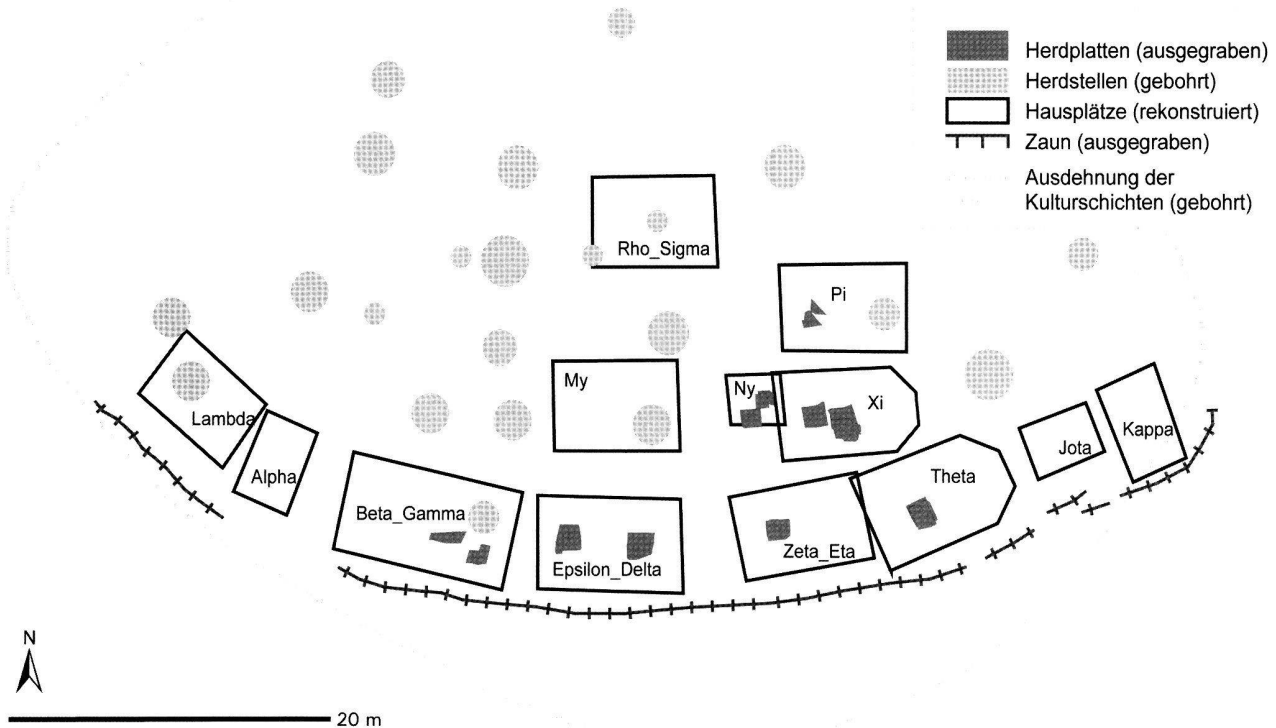 Herdplatten (ausgegraben)
Herdstellen (gebohrt)
Hausplätze (rekonstruiert)
Zaun (ausgegraben)
Ausdehnung der
Kulturschichten (gebohrt)
Rho_Sigma
Pi
My
Ny
Xi
Lambda
Alpha
Kappa
Jota
Theta
Beta_Gamma
Zeta_Eta
Epsilon_Delta
N
20 m